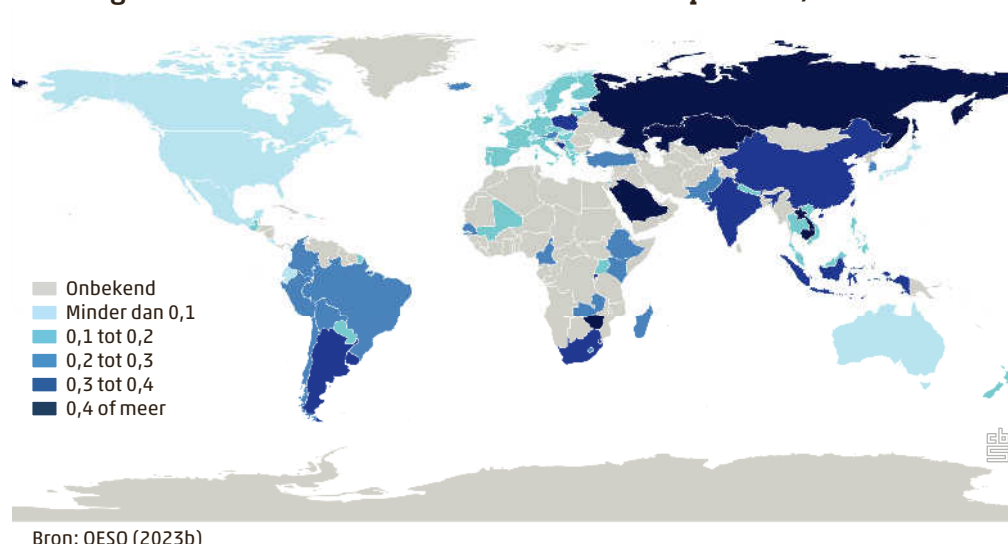 Onbekend
Minder dan 0,1
0,1 tot 0,2
0,2 tot 0,3
0,3 tot 0,4
0,4 of meer
Bron: OESO (2023b)